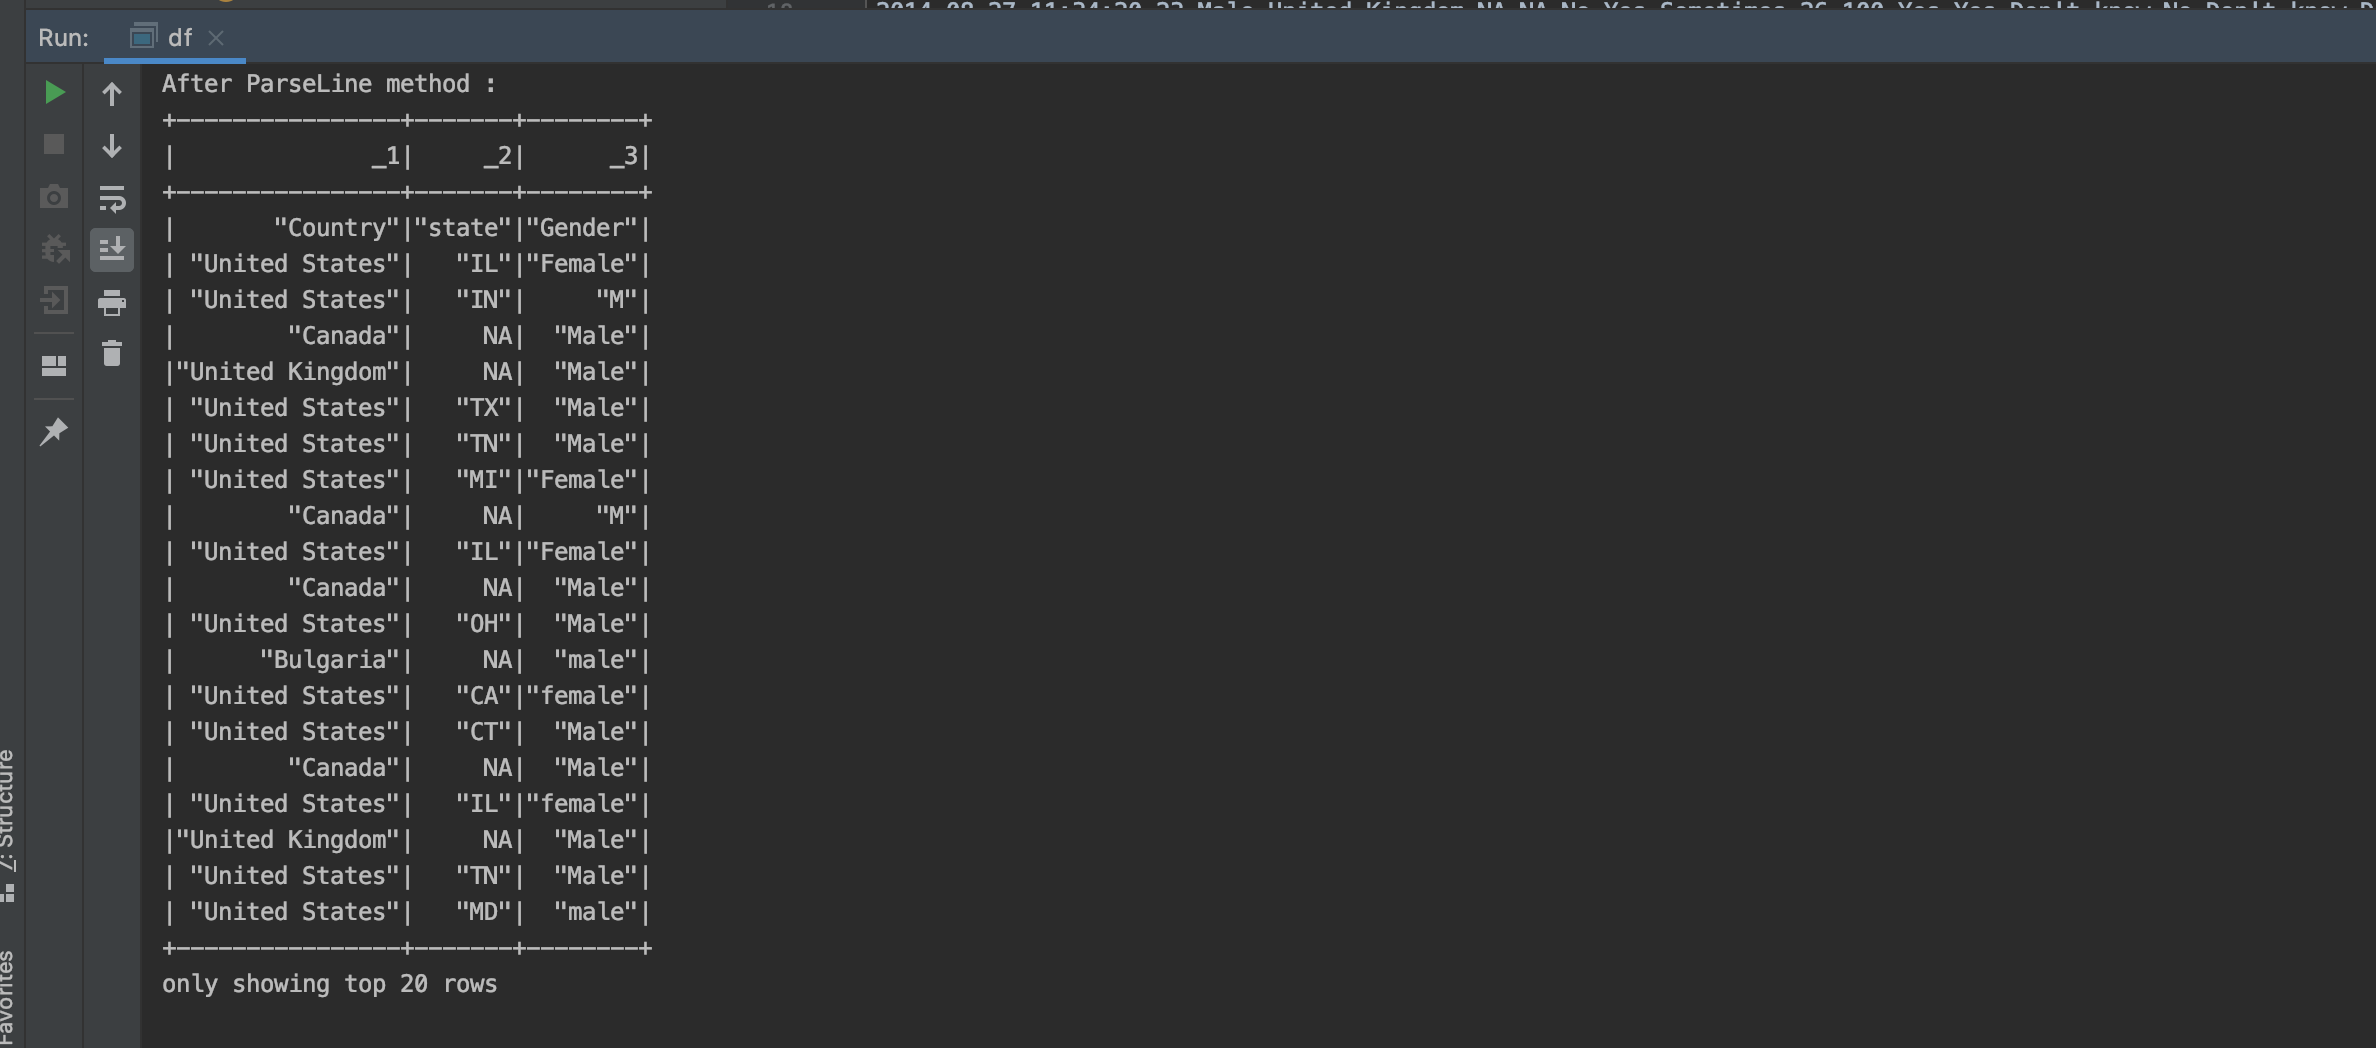 Run: df
After ParseLine method :
+----------------+-------+--------+
|              _1|     _2|      _3|
+----------------+-------+--------+
|       "Country"|"state"|"Gender"|
| "United States"|   "IL"|"Female"|
| "United States"|   "IN"|     "M"|
|        "Canada"|     NA|  "Male"|
|"United Kingdom"|     NA|  "Male"|
| "United States"|   "TX"|  "Male"|
| "United States"|   "TN"|  "Male"|
| "United States"|   "MI"|"Female"|
|        "Canada"|     NA|     "M"|
| "United States"|   "IL"|"Female"|
|        "Canada"|     NA|  "Male"|
| "United States"|   "OH"|  "Male"|
|      "Bulgaria"|     NA|  "male"|
| "United States"|   "CA"|"female"|
| "United States"|   "CT"|  "Male"|
|        "Canada"|     NA|  "Male"|
| "United States"|   "IL"|"female"|
|"United Kingdom"|     NA|  "Male"|
| "United States"|   "TN"|  "Male"|
| "United States"|   "MD"|  "male"|
+----------------+-------+--------+
only showing top 20 rows
7: Structure
Favorites